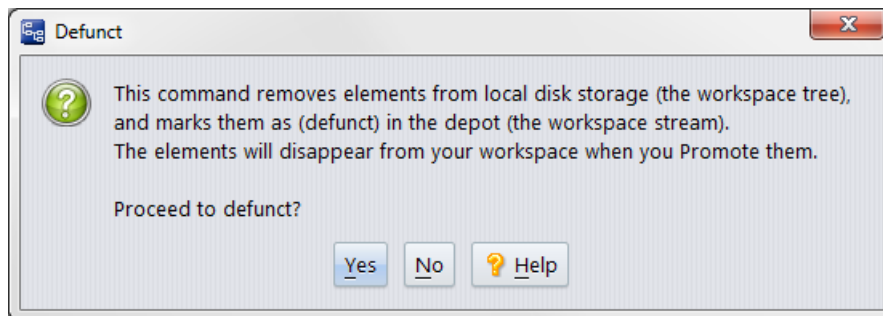 Defunct
This command removes elements from local disk storage (the workspace tree),
and marks them as (defunct) in the depot (the workspace stream).
The elements will disappear from your workspace when you Promote them.
Proceed to defunct?
Yes No Help